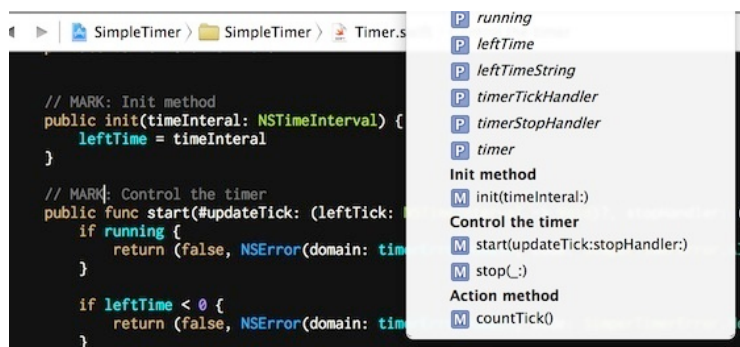 SimpleTimer
SimpleTimer
Timer.s
// MARK: Init method
public init(timeInteral: NSTimeInterval) {
leftTime = timeInteral
}
// MARK: Control the timer
public func start(#updateTick: (leftTick:
if running {
return (false, NSError(domain:
}
if leftTime < 0 {
return (false, NSError(domain:
}
P running
P leftTime
P leftTimeString
P timerTickHandler
P timerStopHandler
P timer
Init method
M init(timeInteral:)
Control the timer
M start(updateTick:stopHandler:)
M stop(_:)
Action method
M countTick()